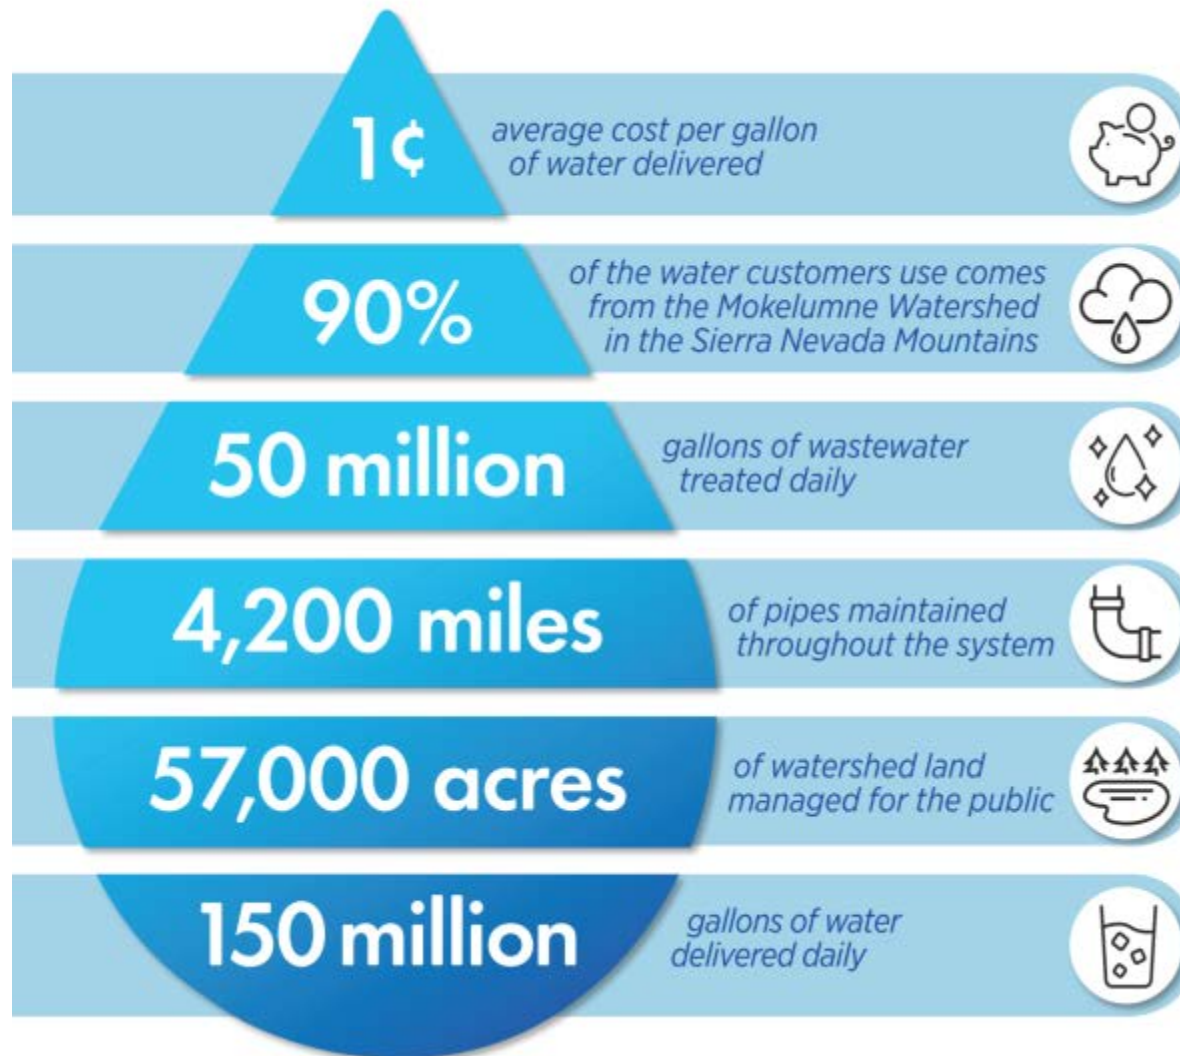 1¢
average cost per gallon
of water delivered
90%
of the water customers use comes
from the Mokelumne Watershed
in the Sierra Nevada Mountains
50 million
gallons of wastewater
treated daily
4,200 miles
of pipes maintained
throughout the system
57,000 acres
of watershed land
managed for the public
150 million
gallons of water
delivered daily